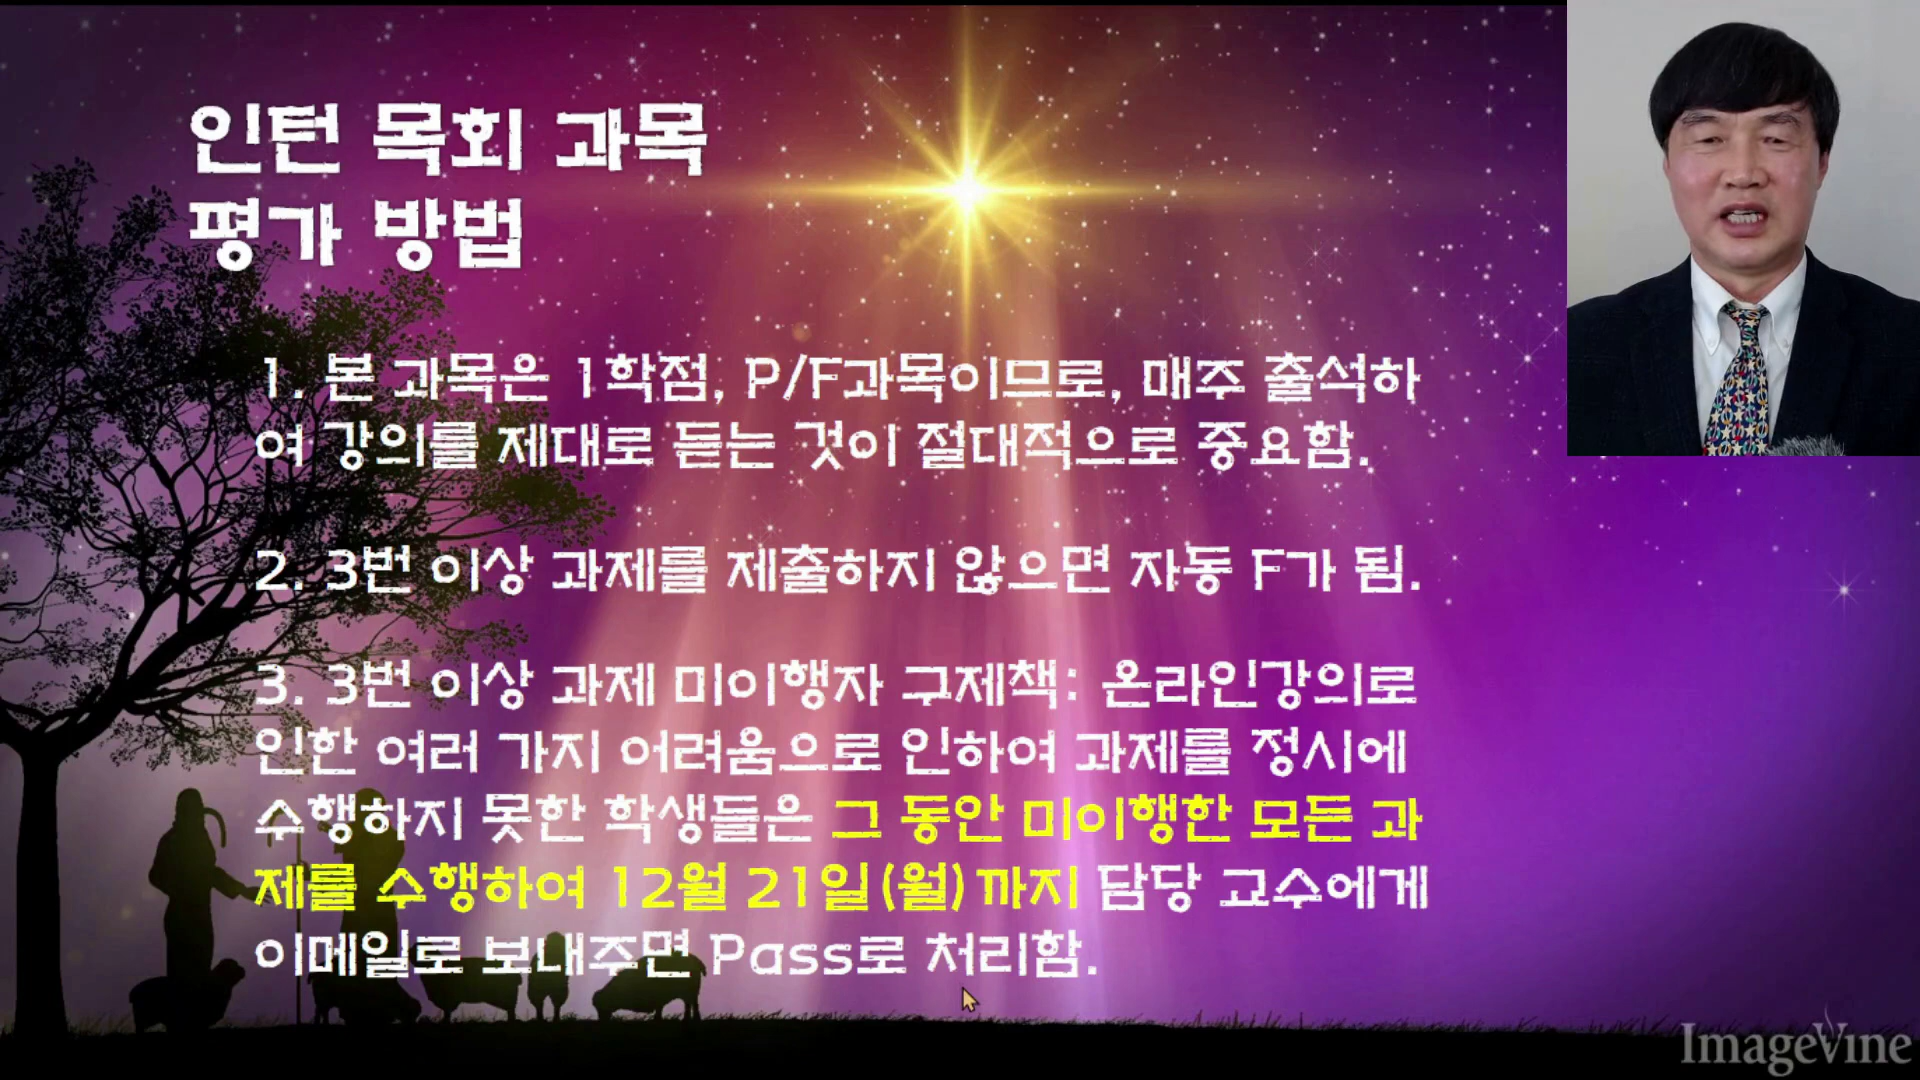 인턴 목회 과목
평가 방법
1. 본 과목은 1학점, P/F과목이므로, 매주 출석하
여 강의를 제대로 듣는 것이 절대적으로 중요함.
2. 3번 이상 과제를 제출하지 않으면 자동 F가 됨.
3. 3번 이상 과제 미이행자 구제책: 온라인강의로
인한 여러 가지 어려움으로 인하여 과제를 정시에
수행하지 못한 학생들은 그 동안 미이행한 모든 과
제를 수행하여 12월 21일(월)까지 담당 교수에게
이메일로 보내주면 Pass로 처리함.
ImageVine